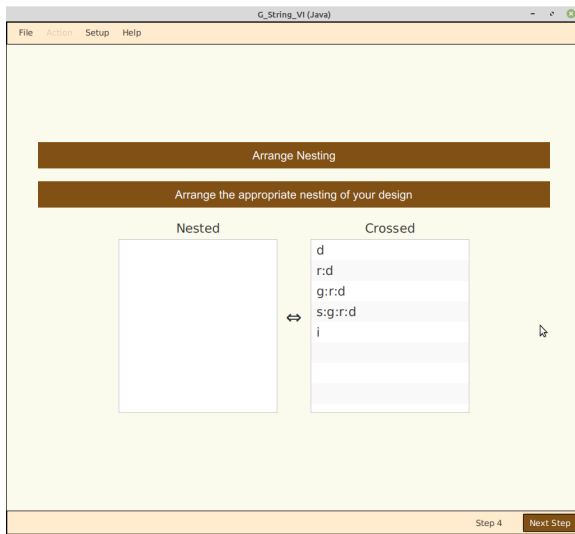 G_String_VI (Java)
File Action Setup Help
Arrange Nesting
Arrange the appropriate nesting of your design
Nested Crossed
d
r:d
g:r:d
⇔ s:g:r:d
i
Step 4 Next Step